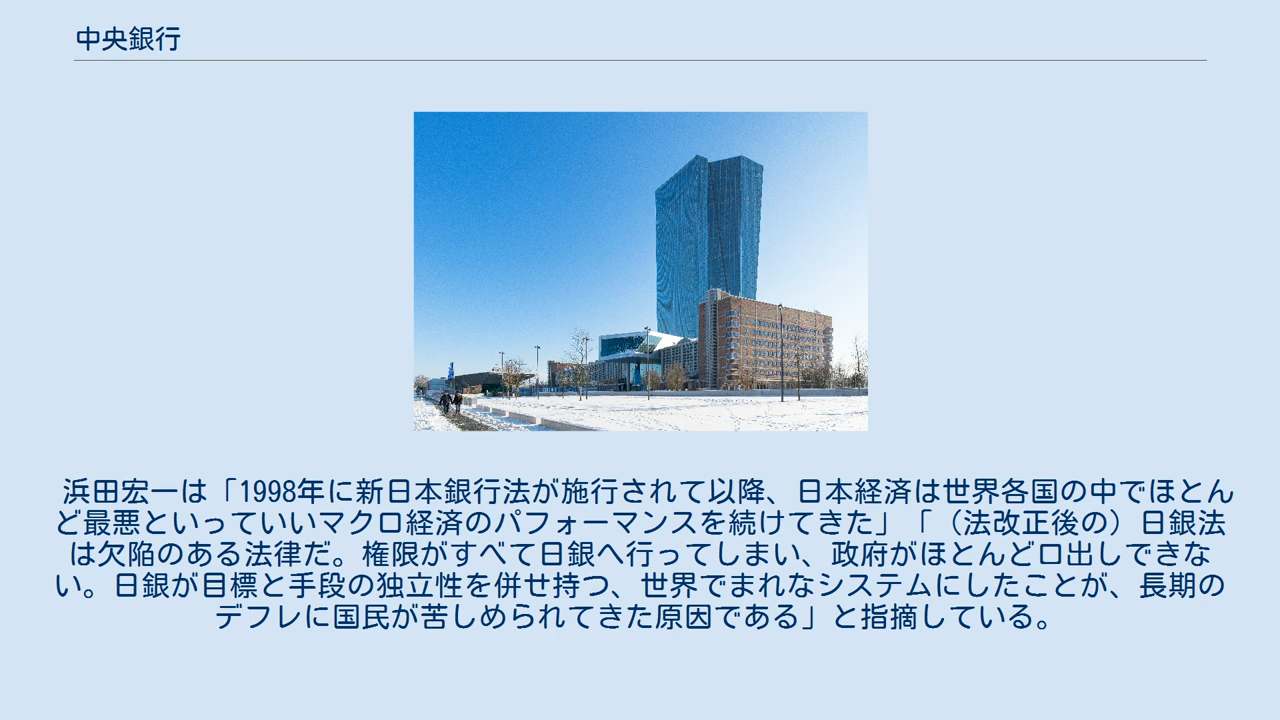 中央銀行
浜田宏一は「1998年に新日本銀行法が施行されて以降、日本経済は世界各国の中でほとん
ど最悪といっていいマクロ経済のパフォーマンスを続けてきた」「（法改正後の）日銀法
は欠陥のある法律だ。権限がすべて日銀へ行ってしまい、政府がほとんど口出しできな
い。日銀が目標と手段の独立性を併せ持つ、世界でまれなシステムにしたことが、長期の
デフレに国民が苦しめられてきた原因である」と指摘している。